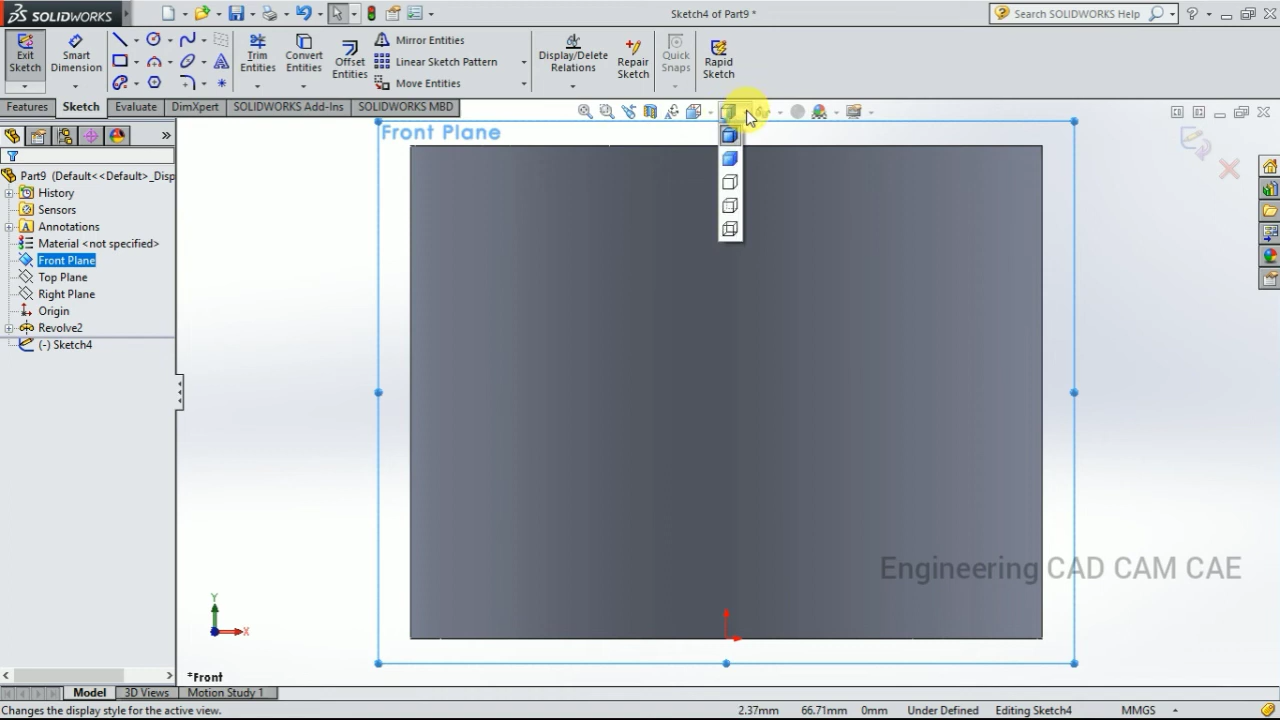 SOLIDWORKS
Sketch4 of Part9 *
Search SOLIDWORKS Help
Exit Sketch
Smart Dimension
Trim Entities
Convert Entities
Offset Entities
Mirror Entities
Linear Sketch Pattern
Move Entities
Display/Delete Relations
Repair Sketch
Quick Snaps
Rapid Sketch
Features
Sketch
Evaluate
DimXpert
SOLIDWORKS Add-Ins
SOLIDWORKS MBD
Front Plane
Part9 (Default<<Default>_Disp
History
Sensors
Annotations
Material <not specified>
Front Plane
Top Plane
Right Plane
Origin
Revolve2
(-) Sketch4
Engineering CAD CAM CAE
Y
X
*Front
Model
3D Views
Motion Study 1
Changes the display style for the active view.
2.37mm
66.71mm
0mm
Under Defined
Editing Sketch4
MMGS